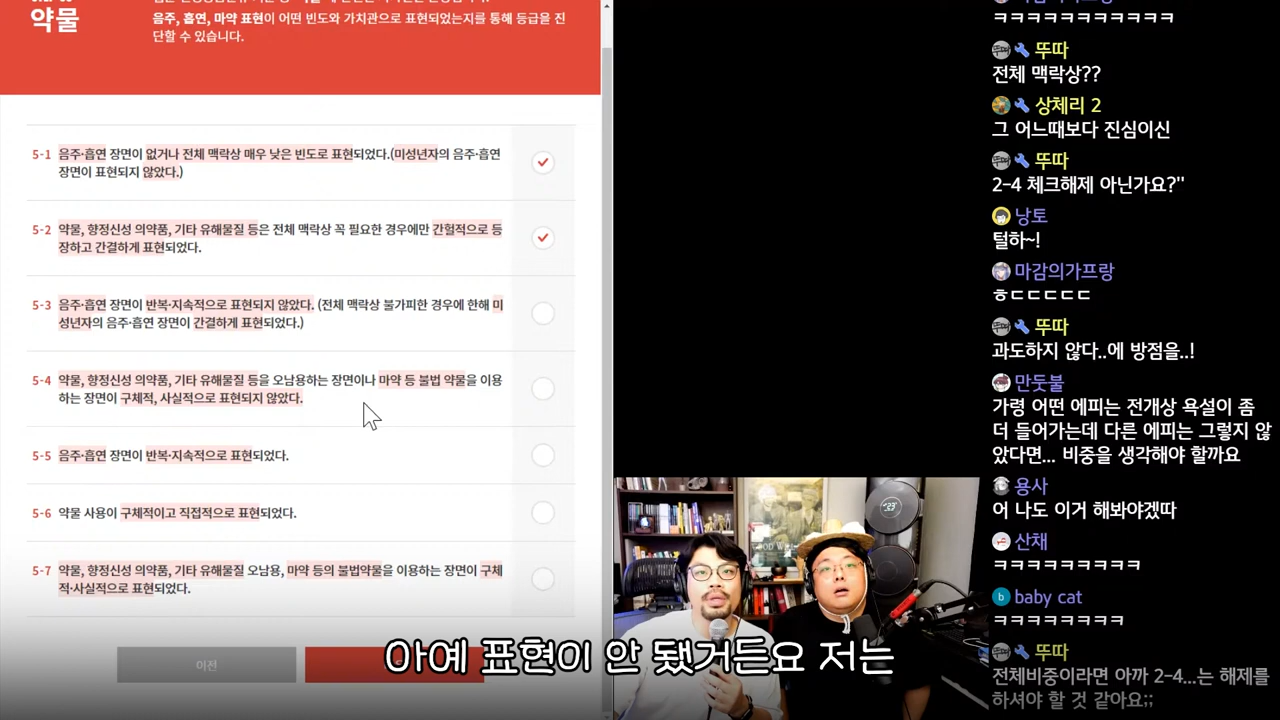 약물
음주, 흡연, 마약 표현이 어떤 빈도와 가치관으로 표현되었는지를 통해 등급을 진
단할 수 있습니다.
5-1 음주·흡연 장면이 없거나 전체 맥락상 매우 낮은 빈도로 표현되었다.(미성년자의 음주·흡연
장면이 표현되지 않았다.)
5-2 약물, 향정신성 의약품, 기타 유해물질 등은 전체 맥락상 꼭 필요한 경우에만 간헐적으로 등
장하고 간결하게 표현되었다.
5-3 음주·흡연 장면이 반복·지속적으로 표현되지 않았다. (전체 맥락상 불가피한 경우에 한해 미
성년자의 음주·흡연 장면이 간결하게 표현되었다.)
5-4 약물, 향정신성 의약품, 기타 유해물질 등을 오남용하는 장면이나 마약 등 불법 약물을 이용
하는 장면이 구체적, 사실적으로 표현되지 않았다.
5-5 음주·흡연 장면이 반복·지속적으로 표현되었다.
5-6 약물 사용이 구체적이고 직접적으로 표현되었다.
5-7 약물, 향정신성 의약품, 기타 유해물질 오남용, 마약 등의 불법약물을 이용하는 장면이 구체
적·사실적으로 표현되었다.
이전
아예 표현이 안 됐거든요 저는
ㅋㅋㅋㅋㅋㅋㅋㅋㅋㅋㅋ
뚜따
전체 맥락상??
상체리 2
그 어느때보다 진심이신
뚜따
2-4 체크해제 아닌가요?"
낭토
털하~!
마감의가프랑
ㅎㄷㄷㄷㄷㄷ
뚜따
과도하지 않다..에 방점을..!
만둣불
가령 어떤 에피는 전개상 욕설이 좀
더 들어가는데 다른 에피는 그렇지 않
았다면... 비중을 생각해야 할까요
용사
어 나도 이거 해봐야겠따
산채
ㅋㅋㅋㅋㅋㅋㅋㅋㅋ
baby cat
ㅋㅋㅋㅋㅋㅋㅋㅋ
뚜따
전체비중이라면 아까 2-4...는 해제를
하셔야 할 것 같아요;;